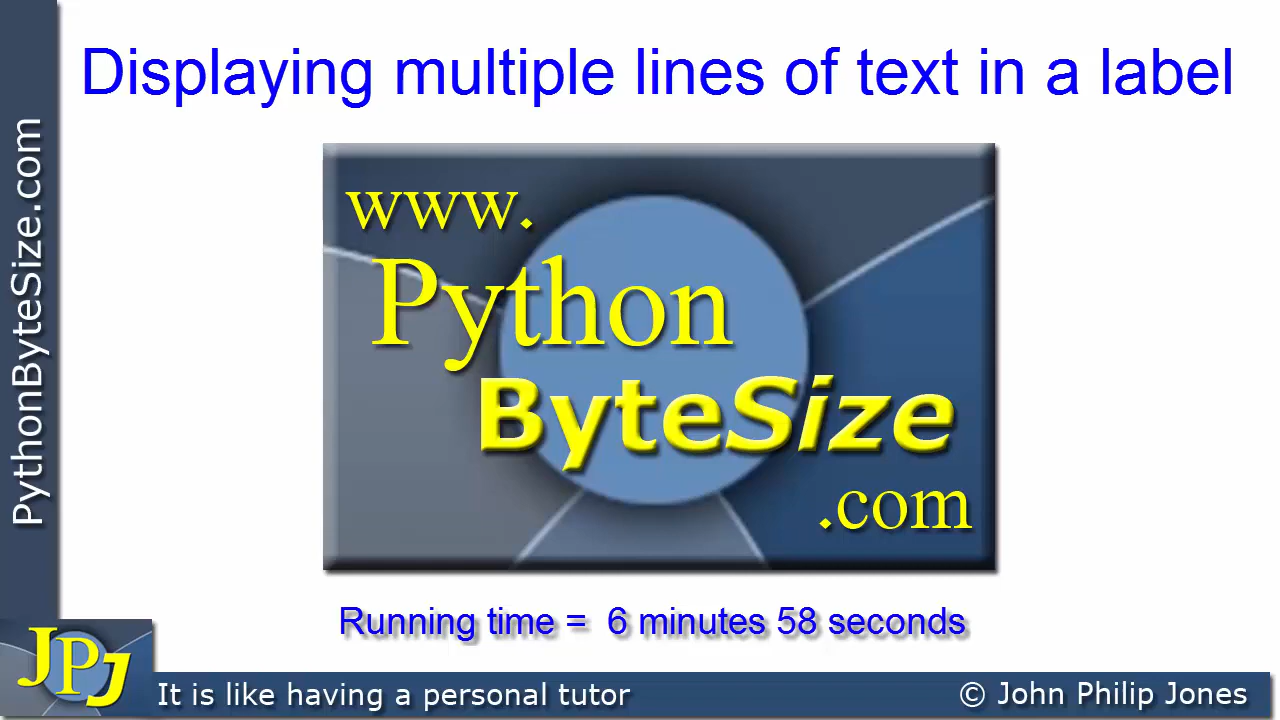 Displaying multiple lines of text in a label
PythonByteSize.com
www.
Python
ByteSize
.com
Running time = 6 minutes 58 seconds
JPJ
It is like having a personal tutor
© John Philip Jones